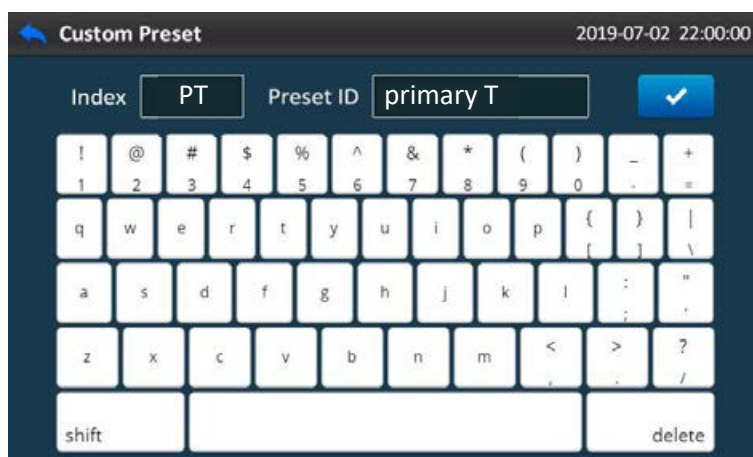 Custom Preset 2019-07-02 22:00:00
Index PT Preset ID primary T
! @ # $ % ^ & * ( ) _ +
1 2 3 4 5 6 7 8 9 0 - =
q w e r t y u i o p { } |
[ ] \
a s d f g h j k l : "
; '
z x c v b n m < > ?
, . /
shift delete